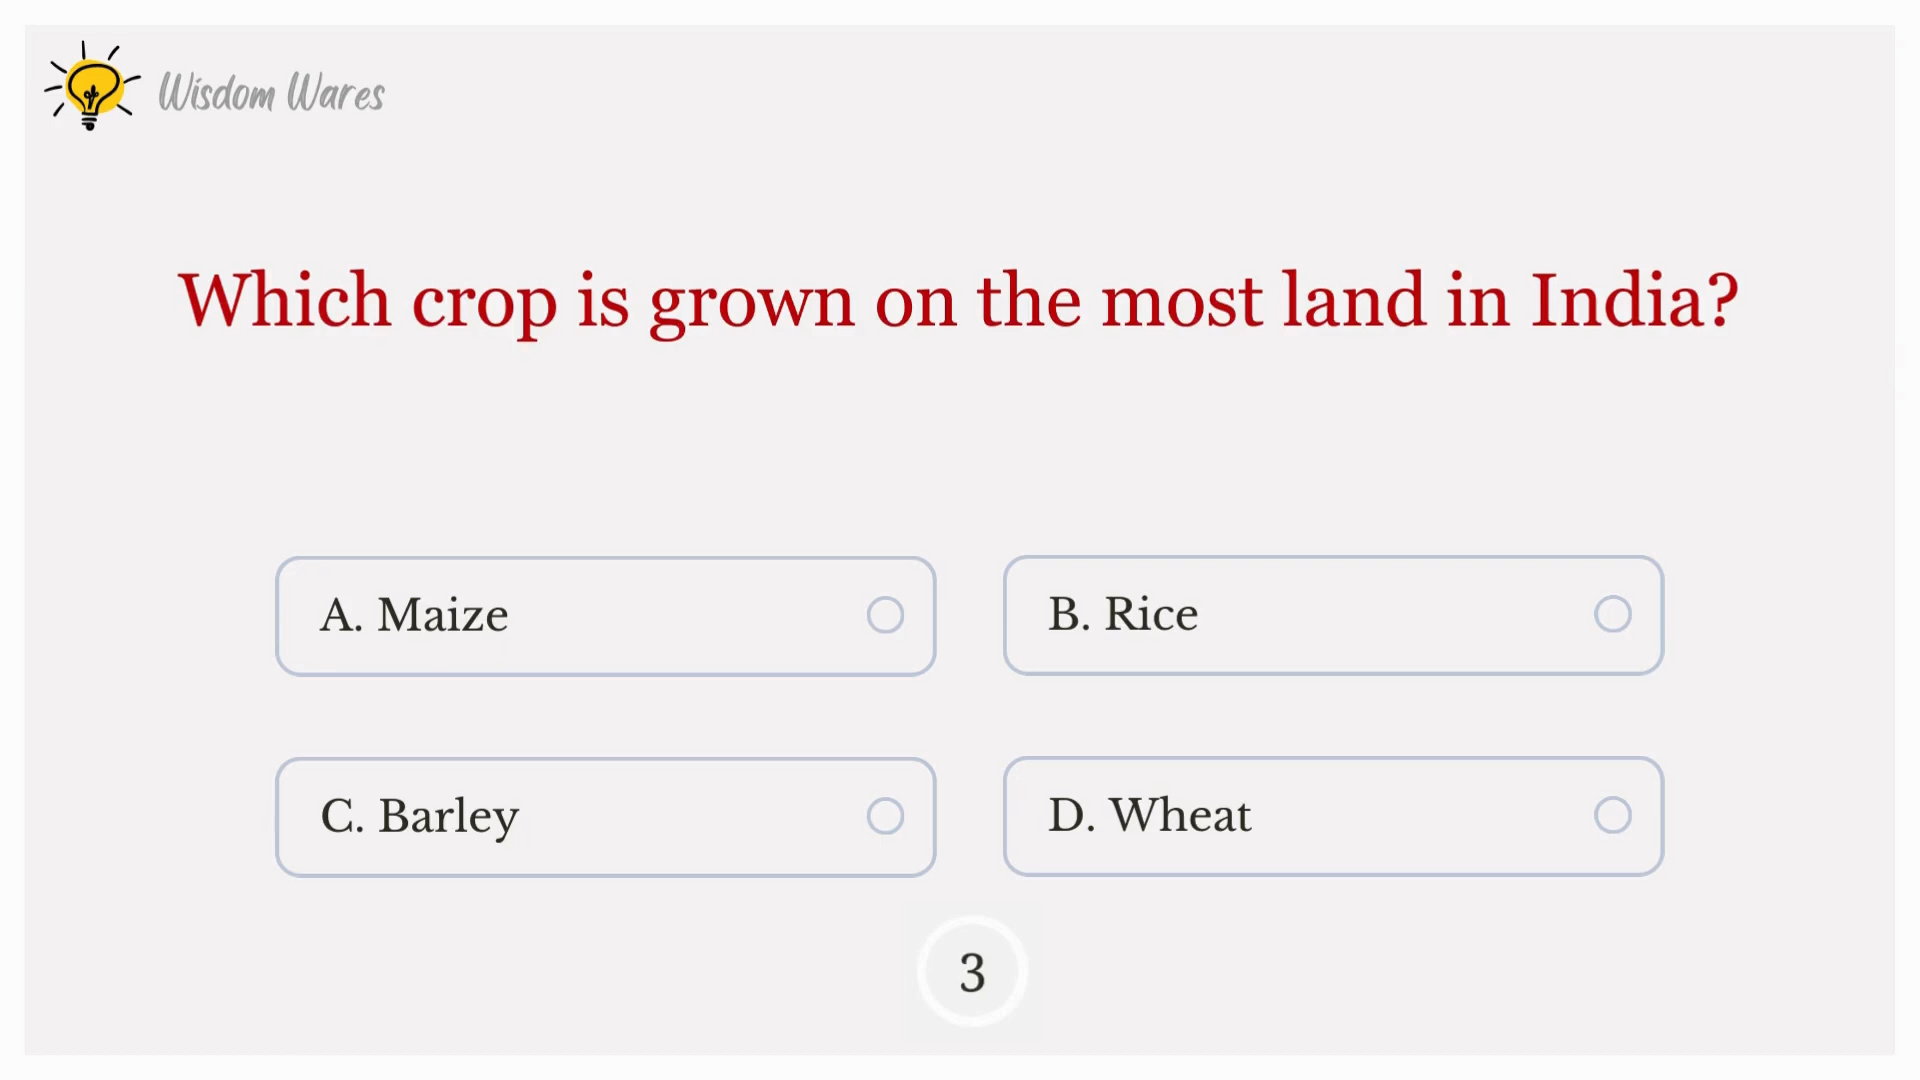 Wisdom Wares
Which crop is grown on the most land in India?
A. Maize
B. Rice
C. Barley
D. Wheat
3